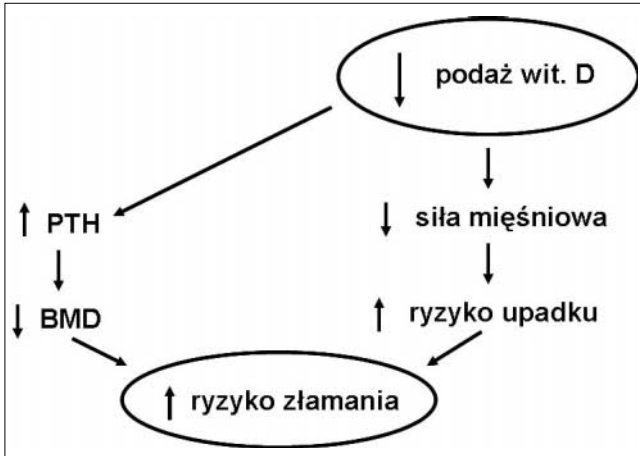 ↓ podaż wit. D
↑ PTH
↓ siła mięśniowa
↓ BMD
↑ ryzyko upadku
↑ ryzyko złamania